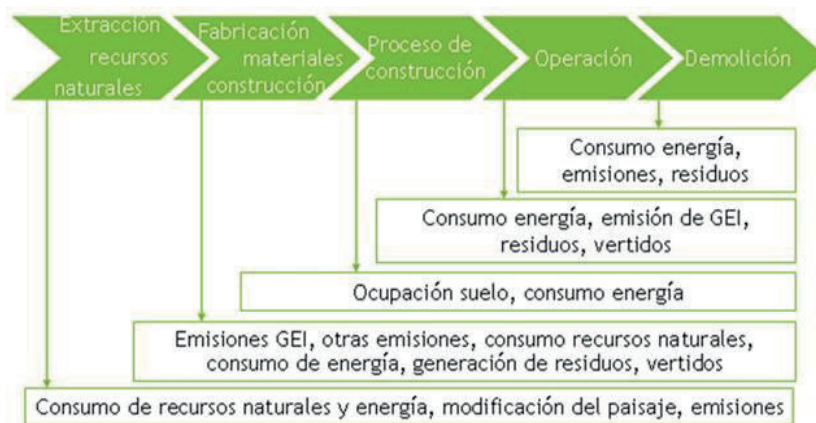 Extracción
recursos
naturales
Fabricación
materiales
construcción
Proceso de
construcción
Operación
Demolición
Consumo energía,
emisiones, residuos
Consumo energía, emisión de GEI,
residuos, vertidos
Ocupación suelo, consumo energía
Emisiones GEI, otras emisiones, consumo recursos naturales,
consumo de energía, generación de residuos, vertidos
Consumo de recursos naturales y energía, modificación del paisaje, emisiones